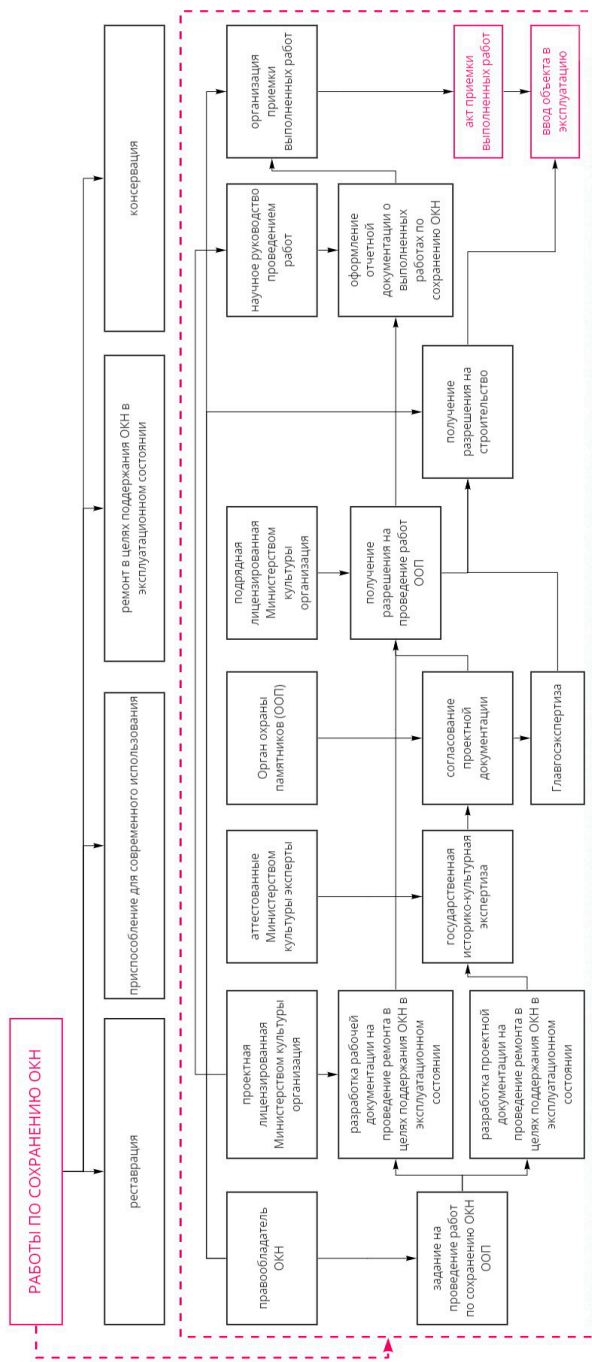 РАБОТЫ ПО СОХРАНЕНИЮ ОКН
реставрация
приспособление для современного использования
ремонт в целях поддержания ОКН в
эксплуатационном состоянии
консервация
правообладатель
ОКН
проектная
лицензированная
Министерством культуры
организация
аттестованные
Министерством
культуры эксперты
Орган охраны
памятников (ООП)
подрядная
лицензированная
Министерством
культуры
организация
научное руководство
проведением
работ
организация
приемки
выполненных работ
задание на
проведение работ
по сохранению ОКН
ООП
разработка рабочей
документации на
проведение ремонта в
целях поддержания ОКН в
эксплуатационном
состоянии
разработка проектной
документации на
проведение ремонта в
целях поддержания ОКН в
эксплуатационном
состоянии
государственная
историко-культурная
экспертиза
согласование
проектной
документации
Главгосэкспертиза
получение
разрешения на
проведение работ
ООП
получение
разрешения на
строительство
оформление
отчетной
документации о
выполненных
работах по
сохранению ОКН
акт приемки
выполненных работ
ввод объекта в
эксплуатацию